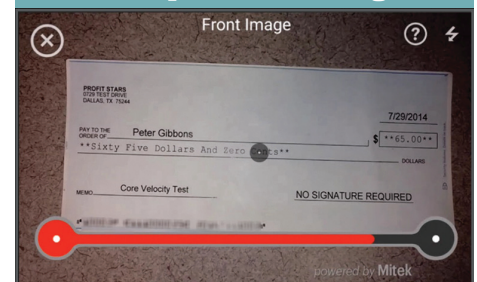 Front Image
PROFIT STARS
0729 TEST DRIVE
DALLAS, TX 75244
7/29/2014
PAY TO THE
ORDER OF
Peter Gibbons
$ **65.00**
**Sixty Five Dollars And Zero Cents**
DOLLARS
MEMO Core Velocity Test
NO SIGNATURE REQUIRED
powered by Mitek